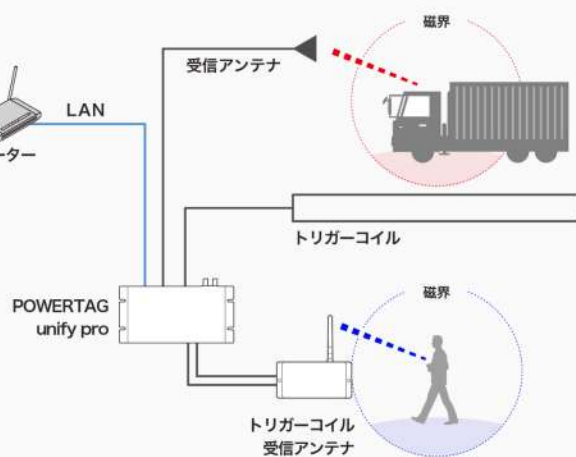 磁界
受信アンテナ
LAN
ーター
トリガーコイル
POWERTAG
unify pro
磁界
トリガーコイル
受信アンテナ